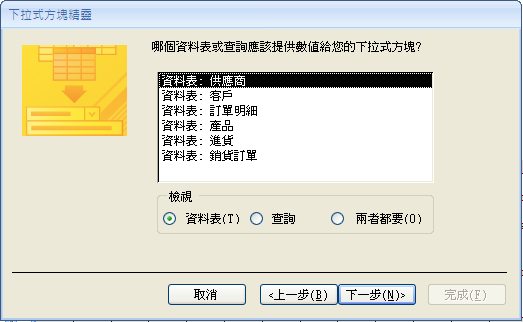 下拉式方塊精靈
哪個資料表或查詢應該提供數值給您的下拉式方塊?
資料表: 供應商
資料表: 客戶
資料表: 訂單明細
資料表: 產品
資料表: 進貨
資料表: 銷貨訂單
檢視
資料表(T) 查詢 兩者都要(O)
取消 <上一步(B) 下一步(N)> 完成(F)